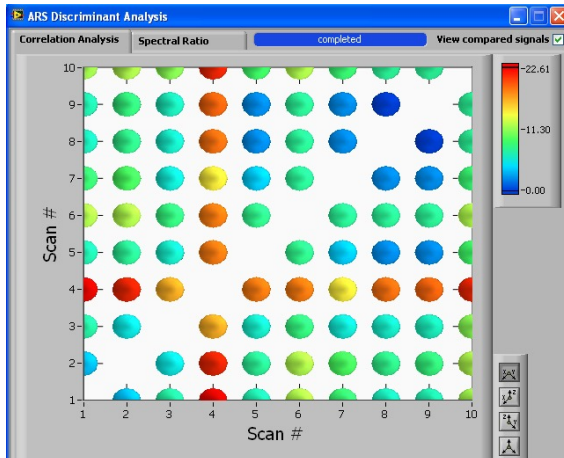 ARS Discriminant Analysis
Correlation Analysis Spectral Ratio completed View compared signals
10
9
8
7
6
5
4
3
2
1
Scan #
1 2 3 4 5 6 7 8 9 10
Scan #
22.61
11.30
0.00
X Y
X Z
Z Y